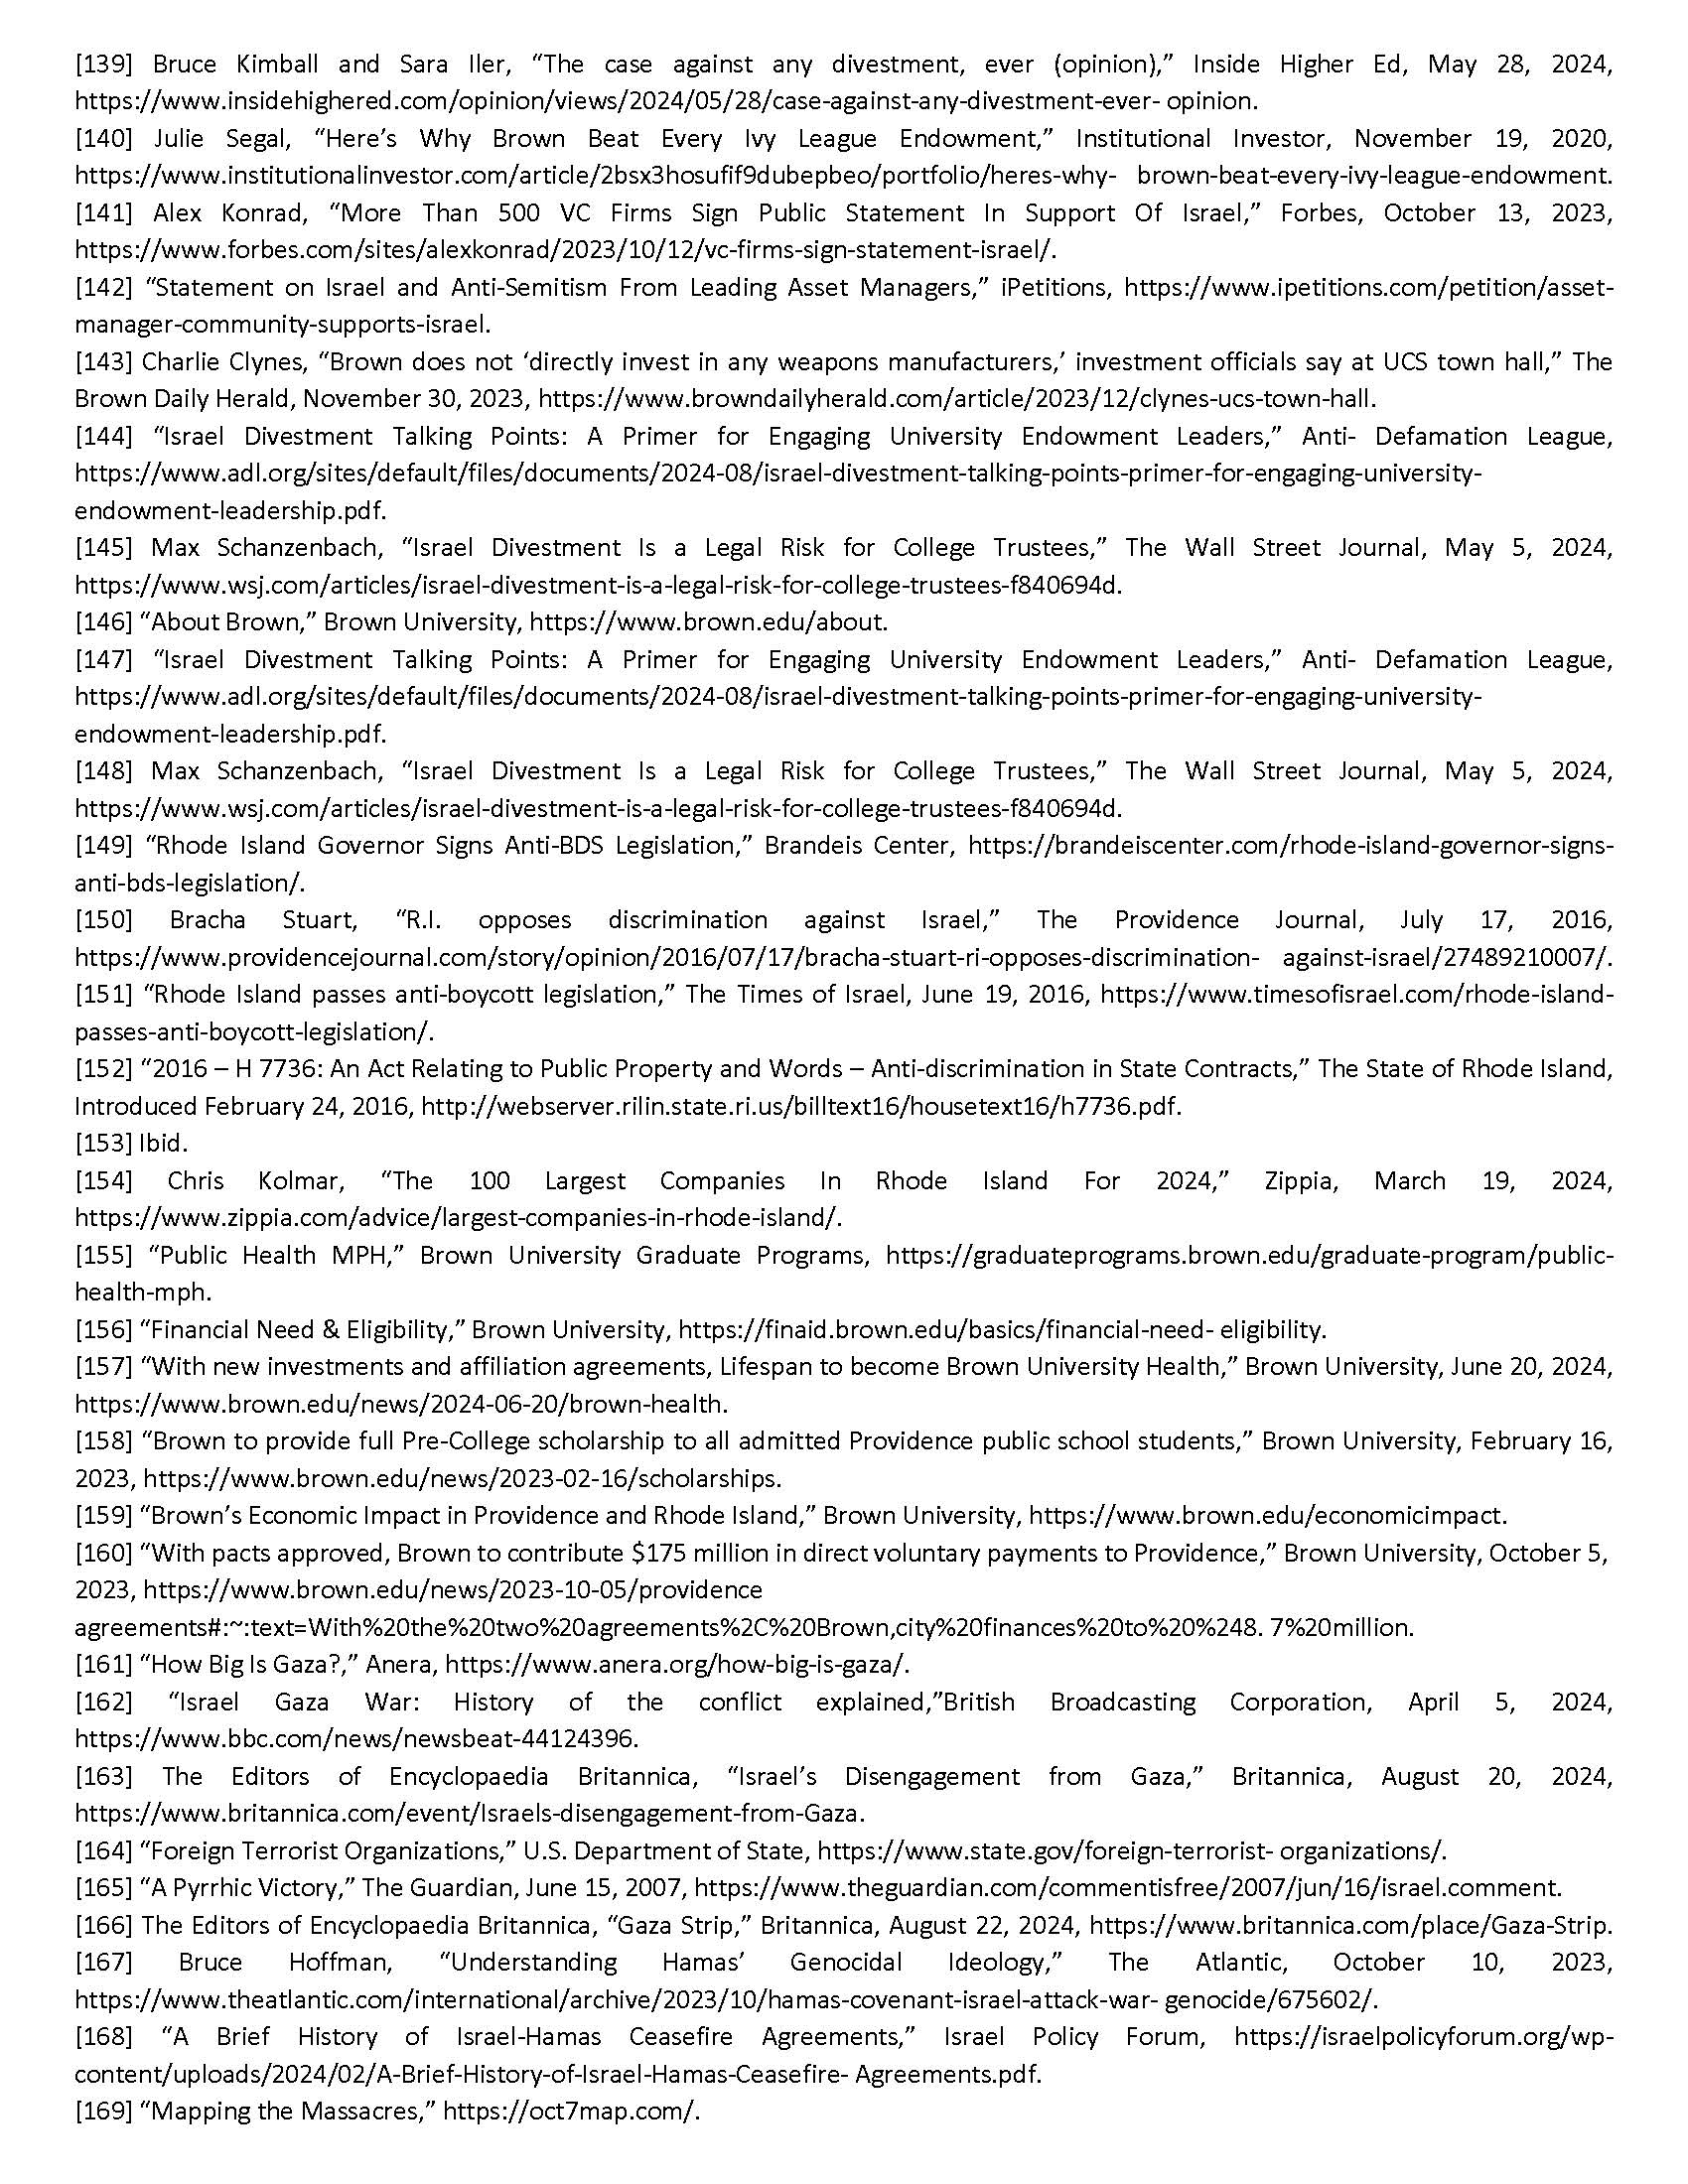 [139] Bruce Kimball and Sara Iler, “The case against any divestment, ever (opinion),” Inside Higher Ed, May 28, 2024,
https://www.insidehighered.com/opinion/views/2024/05/28/case-against-any-divestment-ever- opinion.
[140] Julie Segal, “Here’s Why Brown Beat Every Ivy League Endowment,” Institutional Investor, November 19, 2020,
https://www.institutionalinvestor.com/article/2bsx3hosufif9dubepbeo/portfolio/heres-why- brown-beat-every-ivy-league-endowment.
[141] Alex Konrad, “More Than 500 VC Firms Sign Public Statement In Support Of Israel,” Forbes, October 13, 2023,
https://www.forbes.com/sites/alexkonrad/2023/10/12/vc-firms-sign-statement-israel/.
[142] “Statement on Israel and Anti-Semitism From Leading Asset Managers,” iPetitions, https://www.ipetitions.com/petition/asset-
manager-community-supports-israel.
[143] Charlie Clynes, “Brown does not ‘directly invest in any weapons manufacturers,’ investment officials say at UCS town hall,” The
Brown Daily Herald, November 30, 2023, https://www.browndailyherald.com/article/2023/12/clynes-ucs-town-hall.
[144] “Israel Divestment Talking Points: A Primer for Engaging University Endowment Leaders,” Anti- Defamation League,
https://www.adl.org/sites/default/files/documents/2024-08/israel-divestment-talking-points-primer-for-engaging-university-
endowment-leadership.pdf.
[145] Max Schanzenbach, “Israel Divestment Is a Legal Risk for College Trustees,” The Wall Street Journal, May 5, 2024,
https://www.wsj.com/articles/israel-divestment-is-a-legal-risk-for-college-trustees-f840694d.
[146] “About Brown,” Brown University, https://www.brown.edu/about.
[147] “Israel Divestment Talking Points: A Primer for Engaging University Endowment Leaders,” Anti- Defamation League,
https://www.adl.org/sites/default/files/documents/2024-08/israel-divestment-talking-points-primer-for-engaging-university-
endowment-leadership.pdf.
[148] Max Schanzenbach, “Israel Divestment Is a Legal Risk for College Trustees,” The Wall Street Journal, May 5, 2024,
https://www.wsj.com/articles/israel-divestment-is-a-legal-risk-for-college-trustees-f840694d.
[149] “Rhode Island Governor Signs Anti-BDS Legislation,” Brandeis Center, https://brandeiscenter.com/rhode-island-governor-signs-
anti-bds-legislation/.
[150] Bracha Stuart, “R.I. opposes discrimination against Israel,” The Providence Journal, July 17, 2016,
https://www.providencejournal.com/story/opinion/2016/07/17/bracha-stuart-ri-opposes-discrimination- against-israel/27489210007/.
[151] “Rhode Island passes anti-boycott legislation,” The Times of Israel, June 19, 2016, https://www.timesofisrael.com/rhode-island-
passes-anti-boycott-legislation/.
[152] “2016 – H 7736: An Act Relating to Public Property and Words – Anti-discrimination in State Contracts,” The State of Rhode Island,
Introduced February 24, 2016, http://webserver.rilin.state.ri.us/billtext16/housetext16/h7736.pdf.
[153] Ibid.
[154] Chris Kolmar, “The 100 Largest Companies In Rhode Island For 2024,” Zippia, March 19, 2024,
https://www.zippia.com/advice/largest-companies-in-rhode-island/.
[155] “Public Health MPH,” Brown University Graduate Programs, https://graduateprograms.brown.edu/graduate-program/public-
health-mph.
[156] “Financial Need & Eligibility,” Brown University, https://finaid.brown.edu/basics/financial-need- eligibility.
[157] “With new investments and affiliation agreements, Lifespan to become Brown University Health,” Brown University, June 20, 2024,
https://www.brown.edu/news/2024-06-20/brown-health.
[158] “Brown to provide full Pre-College scholarship to all admitted Providence public school students,” Brown University, February 16,
2023, https://www.brown.edu/news/2023-02-16/scholarships.
[159] “Brown’s Economic Impact in Providence and Rhode Island,” Brown University, https://www.brown.edu/economicimpact.
[160] “With pacts approved, Brown to contribute $175 million in direct voluntary payments to Providence,” Brown University, October 5,
2023, https://www.brown.edu/news/2023-10-05/providence
agreements#:~:text=With%20the%20two%20agreements%2C%20Brown,city%20finances%20to%20%248. 7%20million.
[161] “How Big Is Gaza?,” Anera, https://www.anera.org/how-big-is-gaza/.
[162] “Israel Gaza War: History of the conflict explained,”British Broadcasting Corporation, April 5, 2024,
https://www.bbc.com/news/newsbeat-44124396.
[163] The Editors of Encyclopaedia Britannica, “Israel’s Disengagement from Gaza,” Britannica, August 20, 2024,
https://www.britannica.com/event/Israels-disengagement-from-Gaza.
[164] “Foreign Terrorist Organizations,” U.S. Department of State, https://www.state.gov/foreign-terrorist- organizations/.
[165] “A Pyrrhic Victory,” The Guardian, June 15, 2007, https://www.theguardian.com/commentisfree/2007/jun/16/israel.comment.
[166] The Editors of Encyclopaedia Britannica, “Gaza Strip,” Britannica, August 22, 2024, https://www.britannica.com/place/Gaza-Strip.
[167] Bruce Hoffman, “Understanding Hamas’ Genocidal Ideology,” The Atlantic, October 10, 2023,
https://www.theatlantic.com/international/archive/2023/10/hamas-covenant-israel-attack-war- genocide/675602/.
[168] “A Brief History of Israel-Hamas Ceasefire Agreements,” Israel Policy Forum, https://israelpolicyforum.org/wp-
content/uploads/2024/02/A-Brief-History-of-Israel-Hamas-Ceasefire- Agreements.pdf.
[169] “Mapping the Massacres,” https://oct7map.com/.